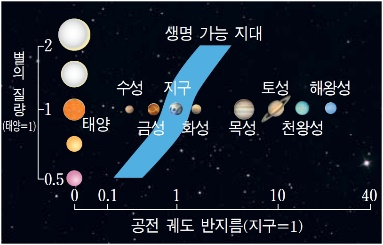 생명 가능 지대
별의 질량
(태양=1)
2
1
0.5
태양
수성
금성
지구
화성
목성
토성
천왕성
해왕성
0 0.1 1 10 40
공전 궤도 반지름(지구=1)